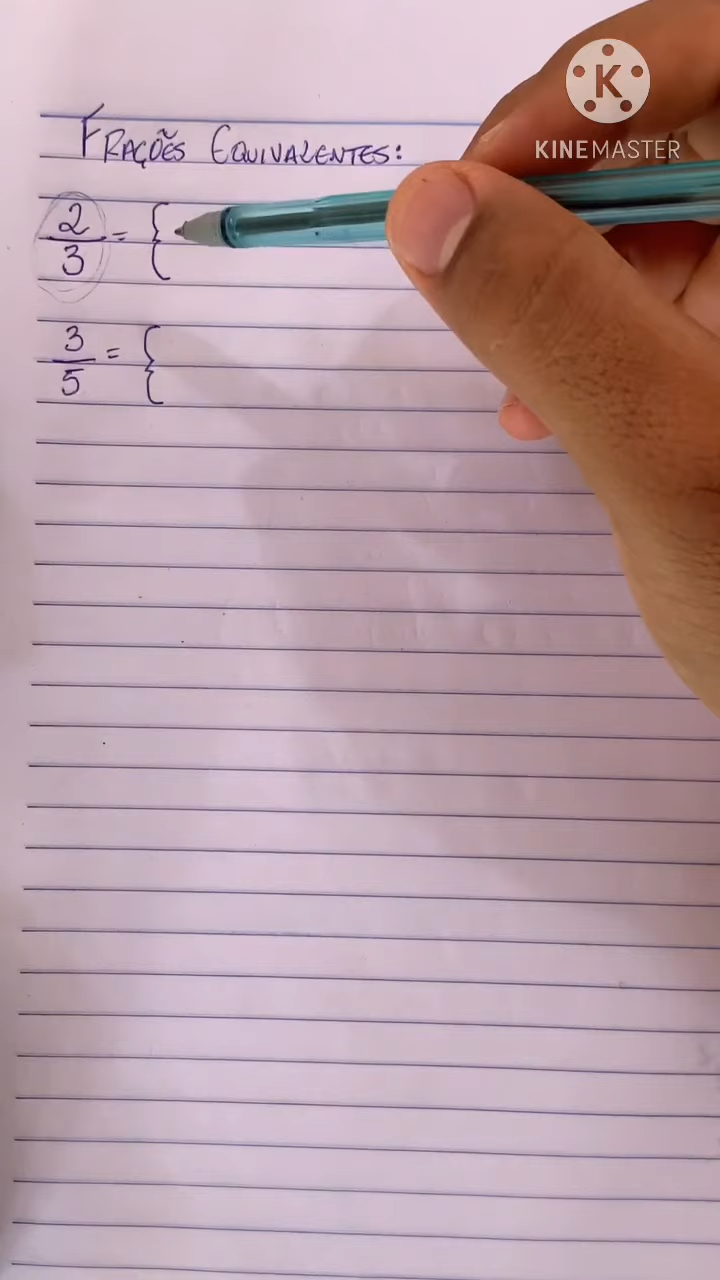 KINEMASTER
FRAÇÕES EQUIVALENTES:
2/3 = {
3/5 = {